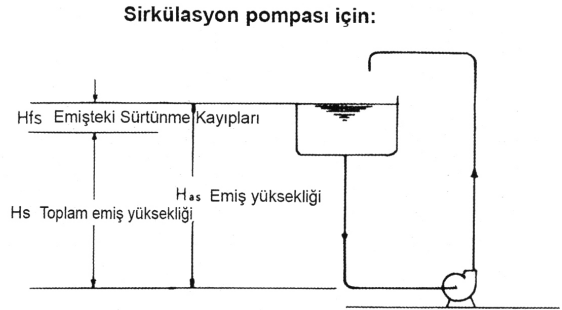 Sirkülasyon pompası için:
Hfs Emişteki Sürtünme Kayıpları
Has Emiş yüksekliği
Hs Toplam emiş yüksekliği